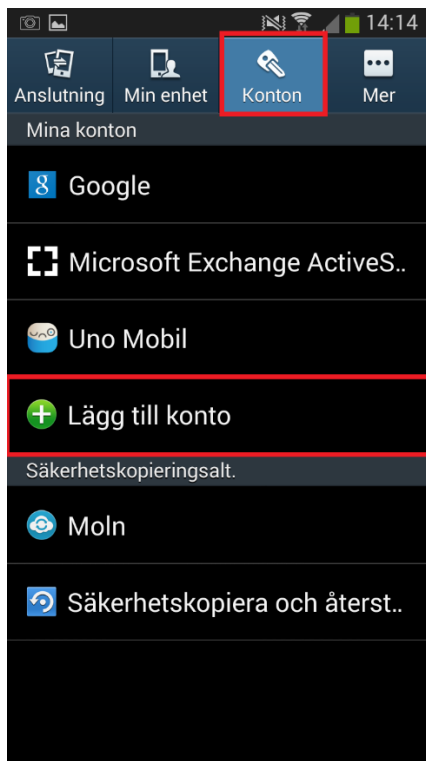 14:14
Anslutning
Min enhet
Konton
Mer
Mina konton
8 Google
Microsoft Exchange ActiveS..
Uno Mobil
Lägg till konto
Säkerhetskopieringsalt.
Moln
Säkerhetskopiera och återst..